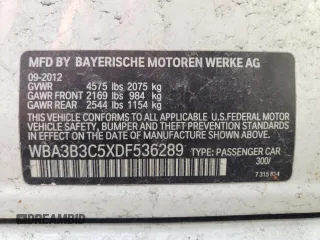 MFD BY BAYERISCHE MOTOREN WERKE AG
09-2012
GVWR 4575 lbs 2075 kg
GAWR FRONT 2169 lbs 984 kg
GAWR REAR 2544 lbs 1154 kg
THIS VEHICLE CONFORMS TO ALL APPLICABLE
U.S.FEDERAL MOTOR VEHICLE SAFETY, BUMPER
AND THEFT PREVENTION STANDARDS IN EFFECT
ON THE DATE OF MANUFACTURE SHOWN ABOVE.
WBA3B3C5XDF536289 TYPE: PASSENGER CAR
300/
AUTOBIDMID